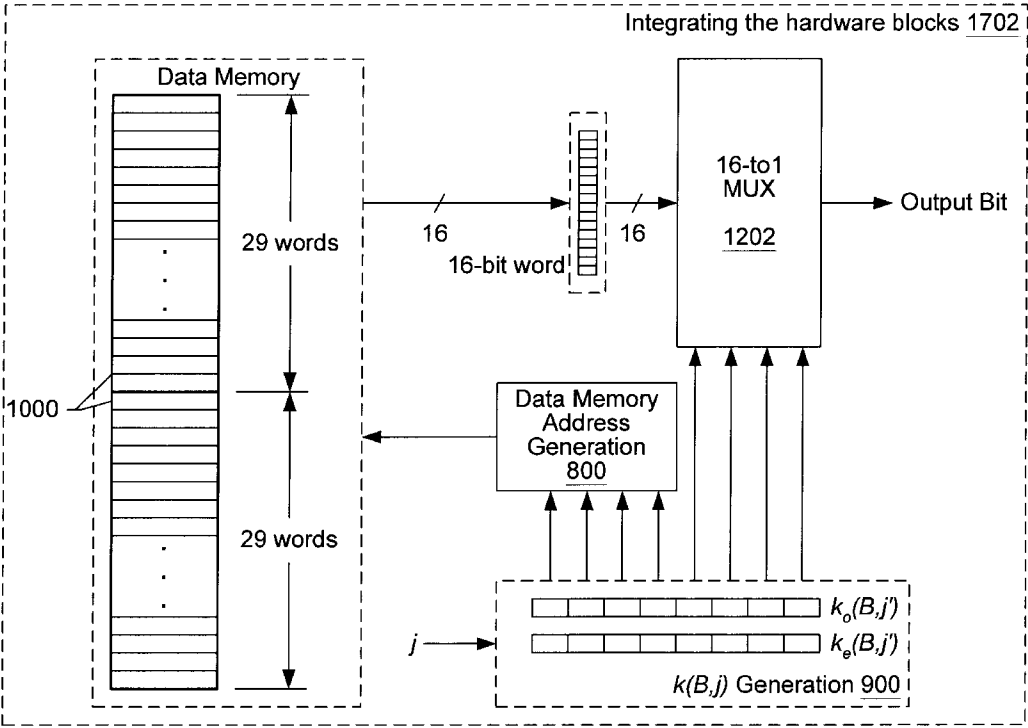 Integrating the hardware blocks 1702
Data Memory
29 words
29 words
1000
16
16-bit word
16
16-to1
MUX
1202
Output Bit
Data Memory
Address
Generation
800
j
k_o(B,j')
k_e(B,j')
k(B,j) Generation 900